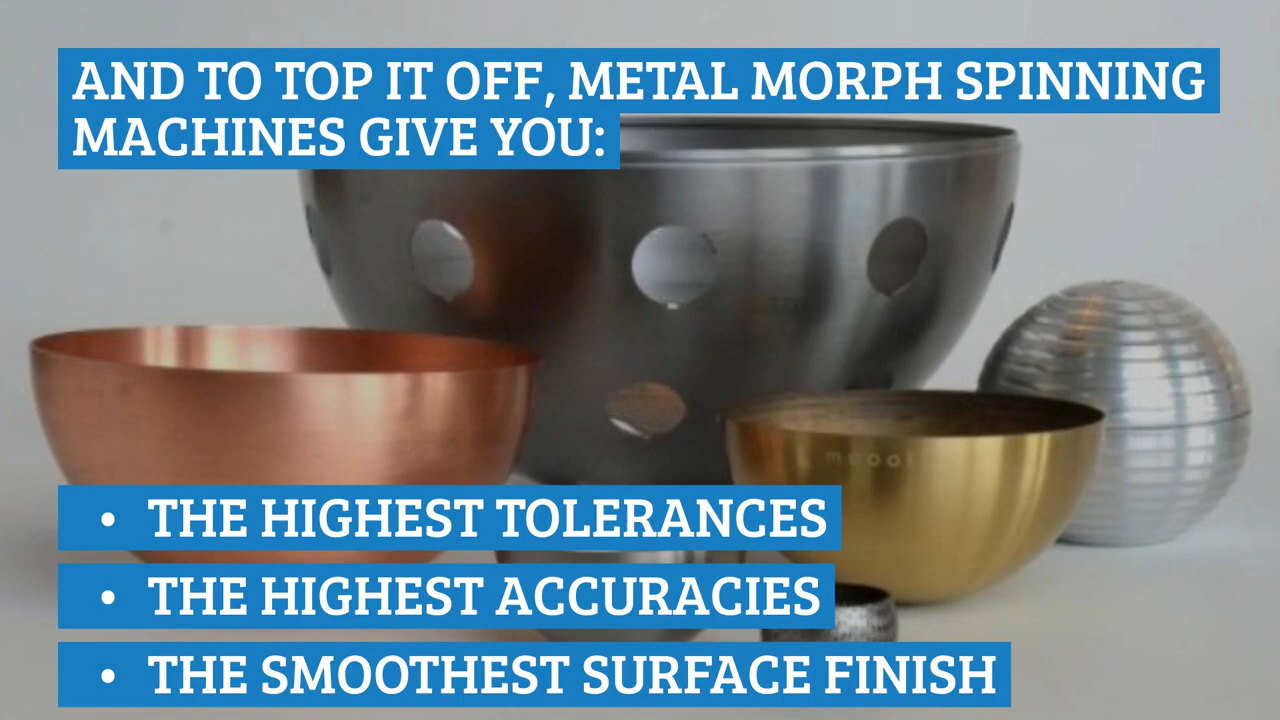 AND TO TOP IT OFF, METAL MORPH SPINNING
MACHINES GIVE YOU:
moooi
• THE HIGHEST TOLERANCES
• THE HIGHEST ACCURACIES
• THE SMOOTHEST SURFACE FINISH